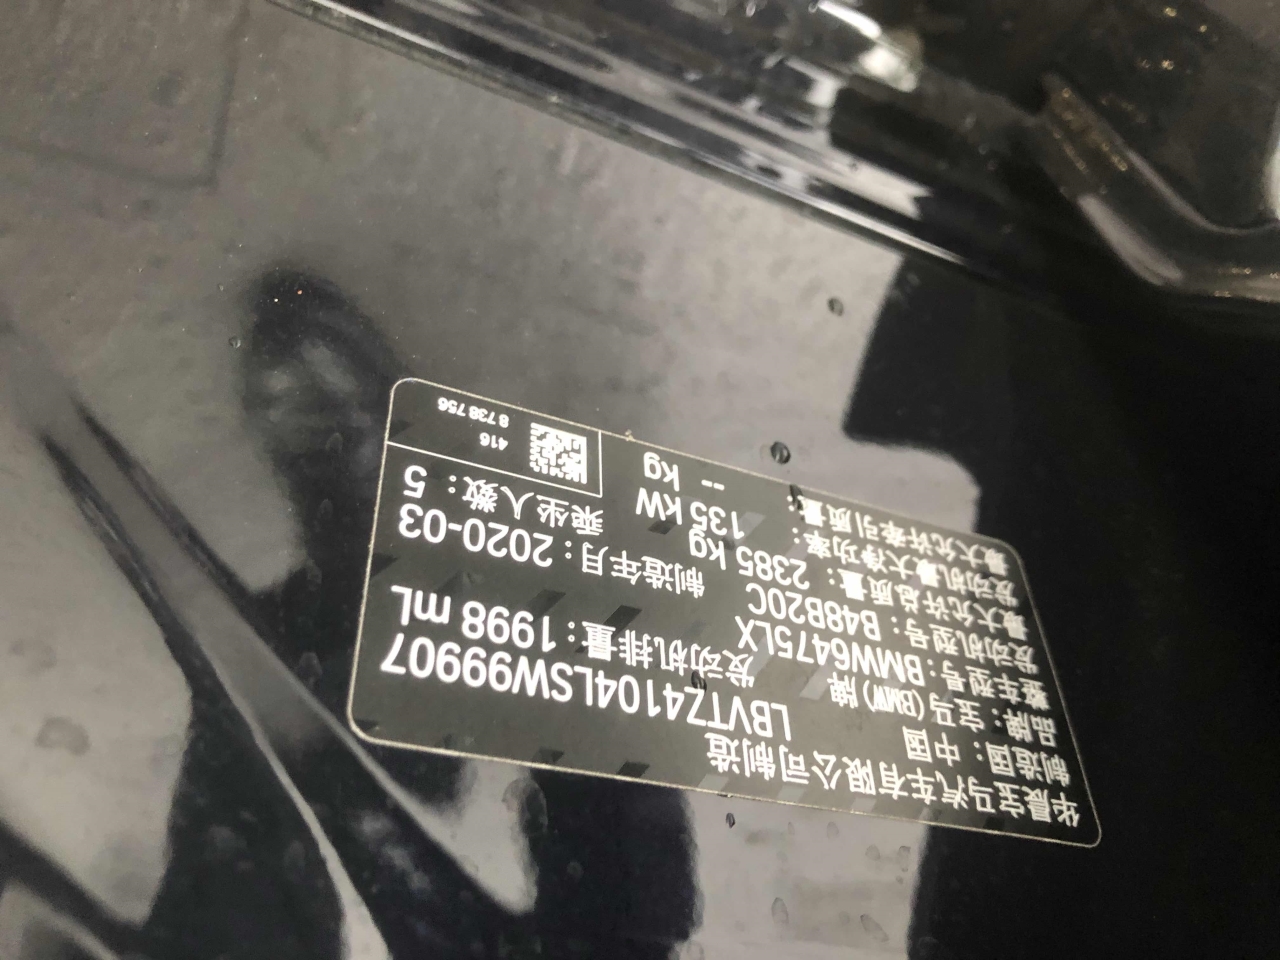 华晨宝马汽车有限公司制造
制造国：中国 LBVTZ4104LSW99907
品牌：宝马(BMW)牌
整车型号：BMW6475LX 发动机排量：1998 mL
发动机型号：B48B20C
最大允许总质量：2385 kg 制造年月：2020-03
发动机最大净功率：135 kW 乘坐人数：5
最大允许牵引质量：-- kg
416
8 738 756